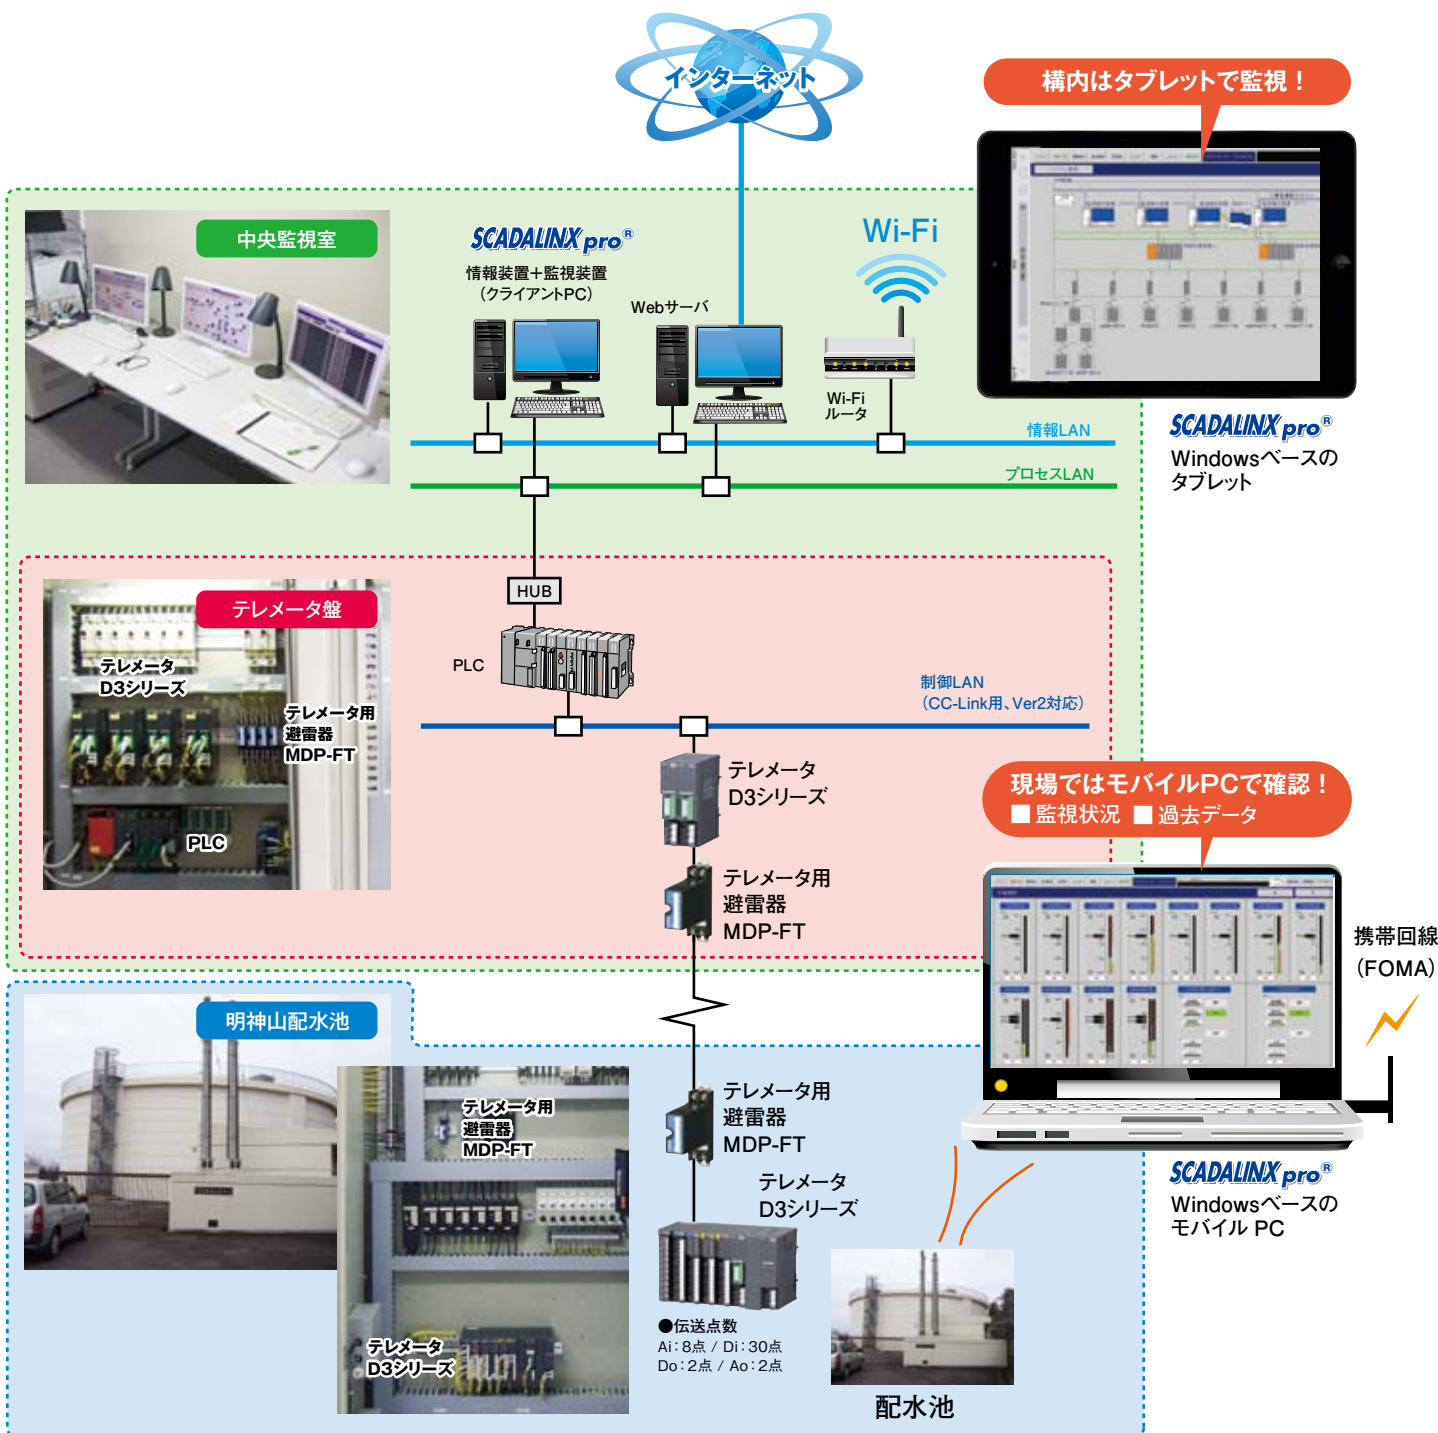 インターネット
構内はタブレットで監視！
中央監視室
SCADALINX pro®
情報装置＋監視装置
（クライアントPC）
Webサーバ
Wi-Fi
Wi-Fi
ルータ
情報LAN
プロセスLAN
SCADALINX pro®
Windowsベースの
タブレット
テレメータ盤
テレメータ
D3シリーズ
テレメータ用
避雷器
MDP-FT
PLC
HUB
PLC
制御LAN
（CC-Link用、Ver2対応）
テレメータ
D3シリーズ
テレメータ用
避雷器
MDP-FT
現場ではモバイルPCで確認！
■監視状況 ■過去データ
携帯回線
（FOMA）
SCADALINX pro®
Windowsベースの
モバイル PC
明神山配水池
テレメータ用
避雷器
MDP-FT
テレメータ
D3シリーズ
テレメータ用
避雷器
MDP-FT
テレメータ
D3シリーズ
●伝送点数
Ai：8点 / Di：30点
Do：2点 / Ao：2点
配水池